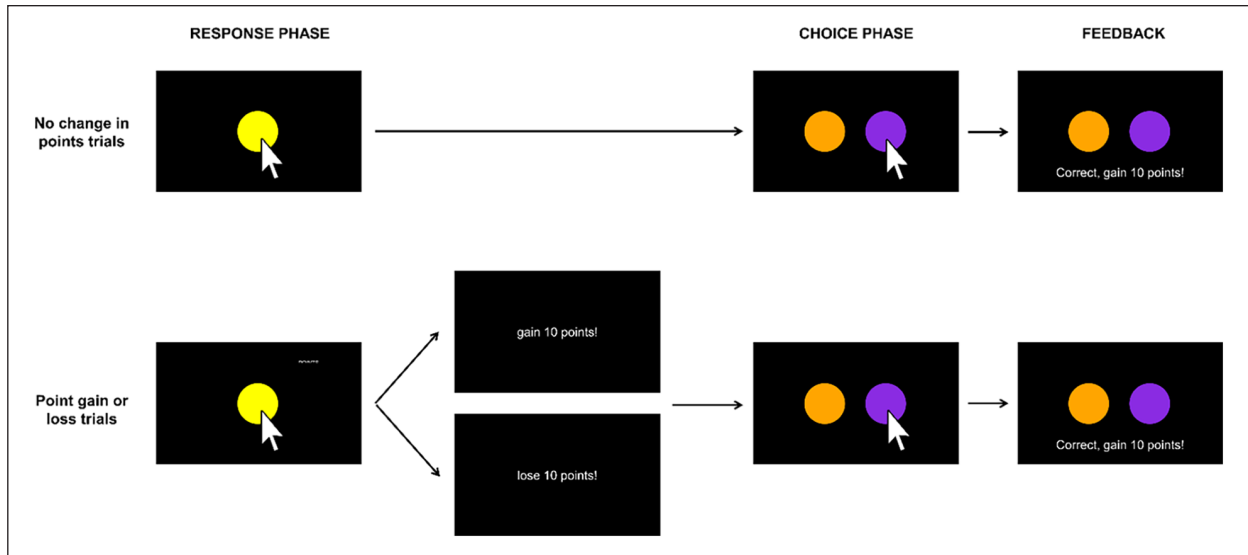 RESPONSE PHASE
CHOICE PHASE
FEEDBACK
No change in
points trials
Correct, gain 10 points!
gain 10 points!
Point gain or
loss trials
lose 10 points!
Correct, gain 10 points!